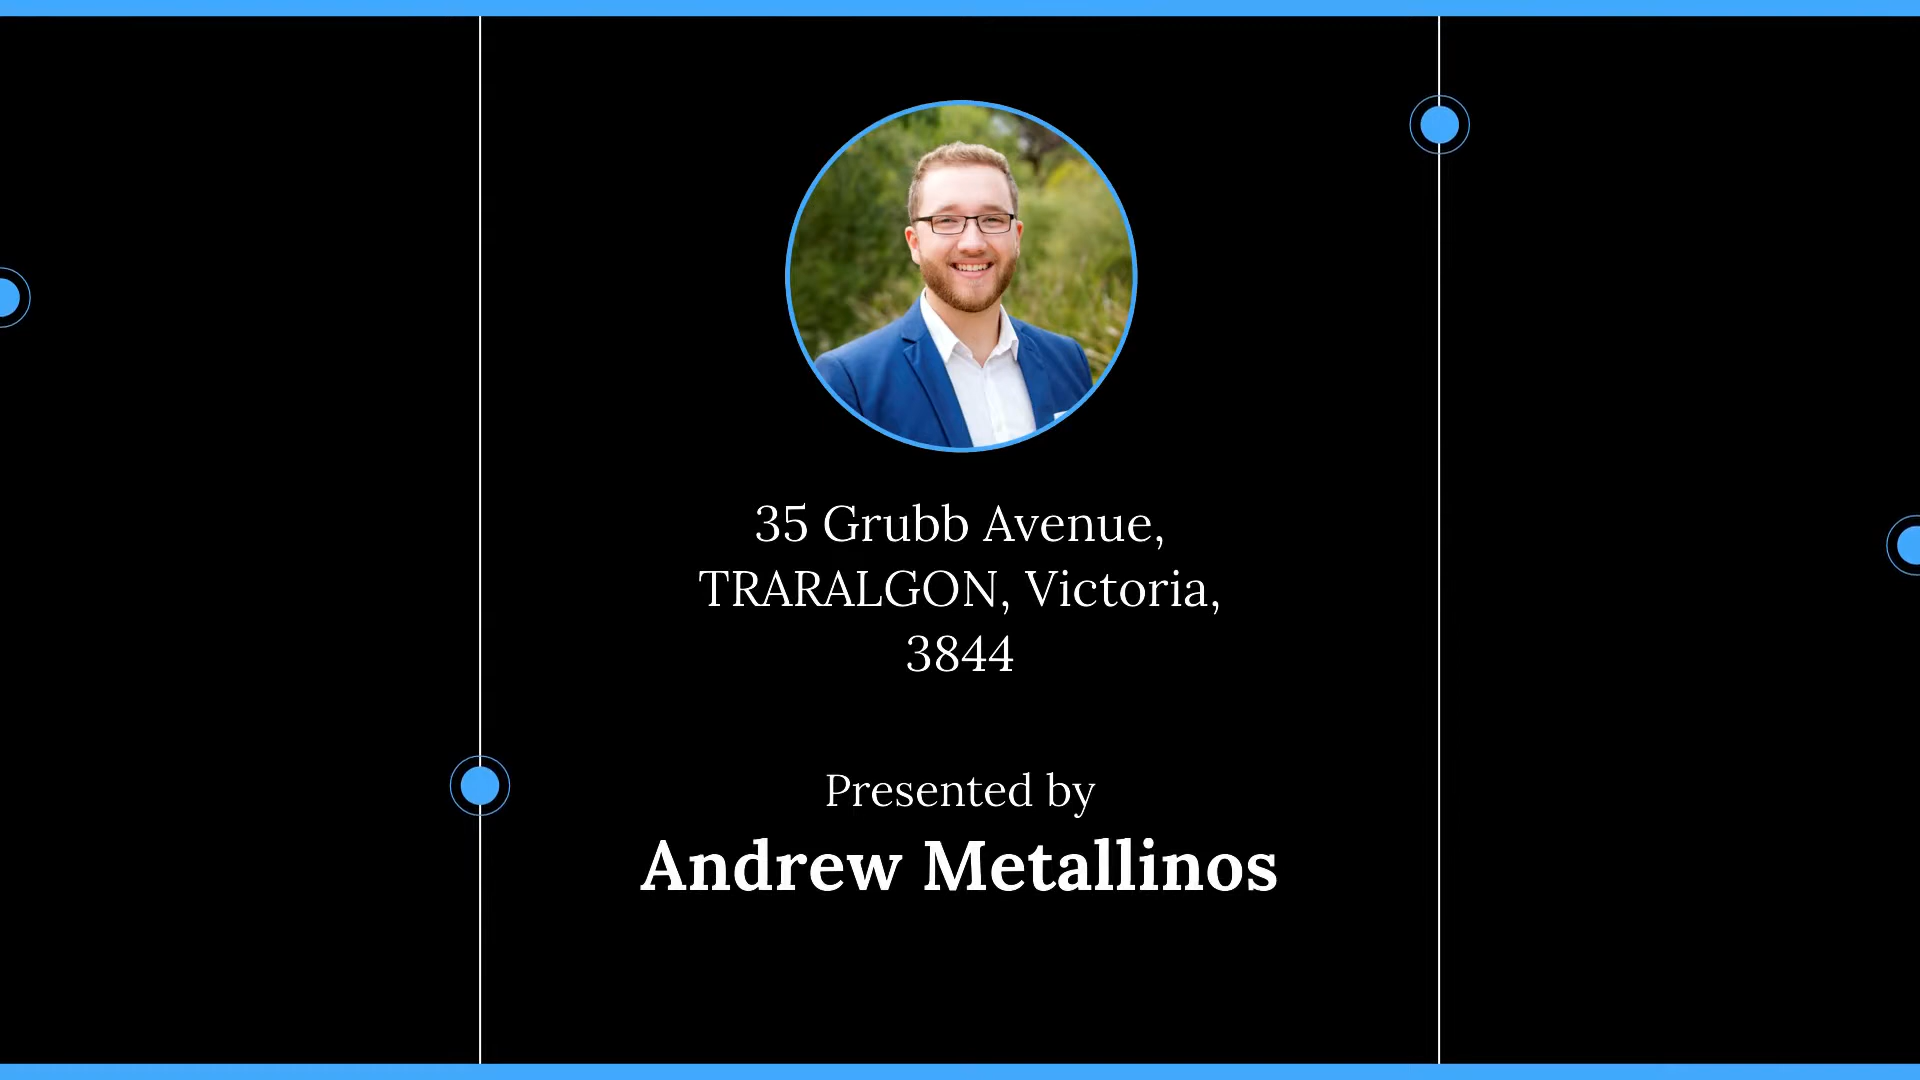 35 Grubb Avenue,
TRARALGON, Victoria,
3844
Presented by
Andrew Metallinos